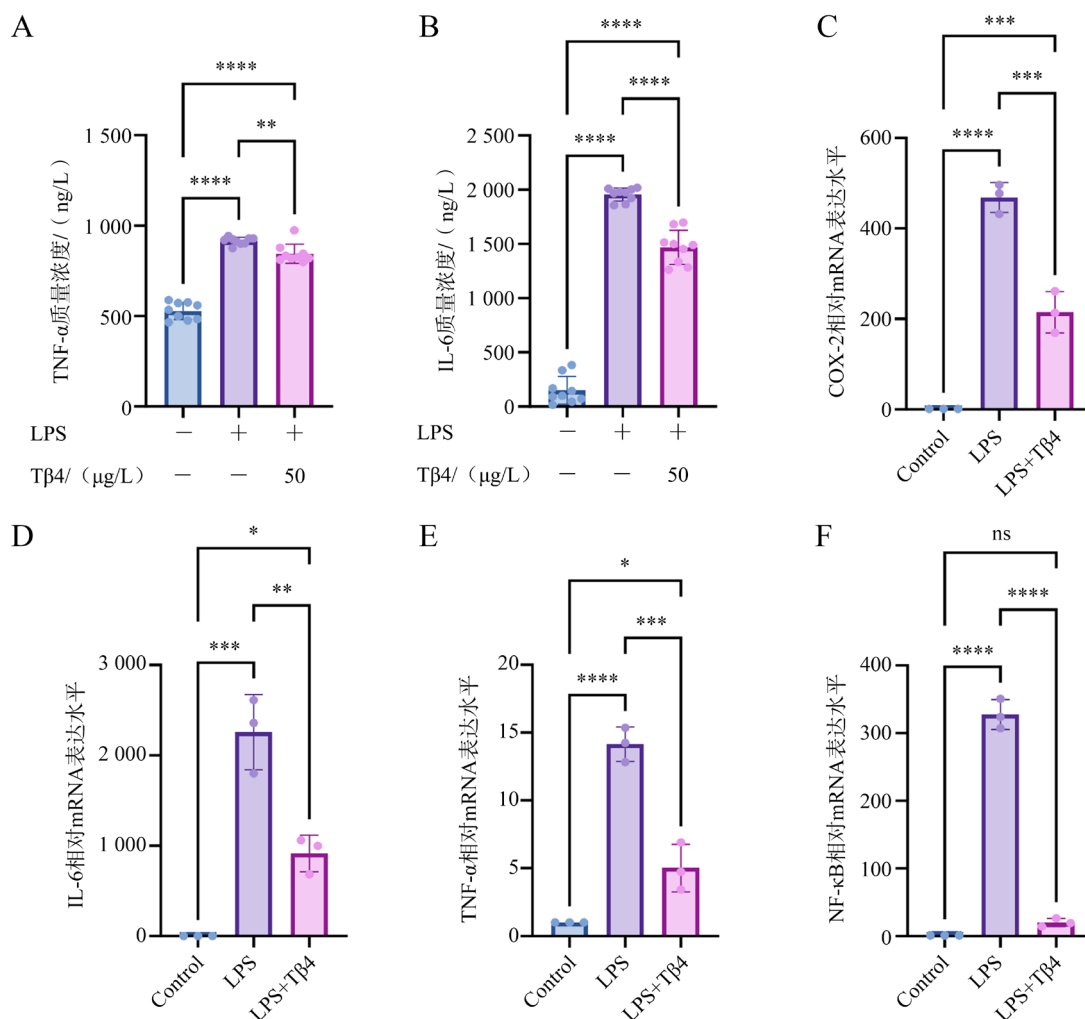 A
****
**
****
TNF-α质量浓度/(ng/L)
1 500
1 000
500
0
LPS － ＋ ＋
Tβ4/（μg/L） － － 50
B
****
****
****
IL-6质量浓度/（ng/L）
2 500
2 000
1 500
1 000
500
0
LPS － ＋ ＋
Tβ4/（μg/L） － － 50
C
***
***
****
COX-2相对mRNA表达水平
600
400
200
0
Control LPS LPS+Tβ4
D
*
**
***
IL-6相对mRNA表达水平
3 000
2 000
1 000
0
Control LPS LPS+Tβ4
E
*
***
****
TNF-α相对mRNA表达水平
20
15
10
5
0
Control LPS LPS+Tβ4
F
ns
****
****
NF-κB相对mRNA表达水平
400
300
200
100
0
Control LPS LPS+Tβ4